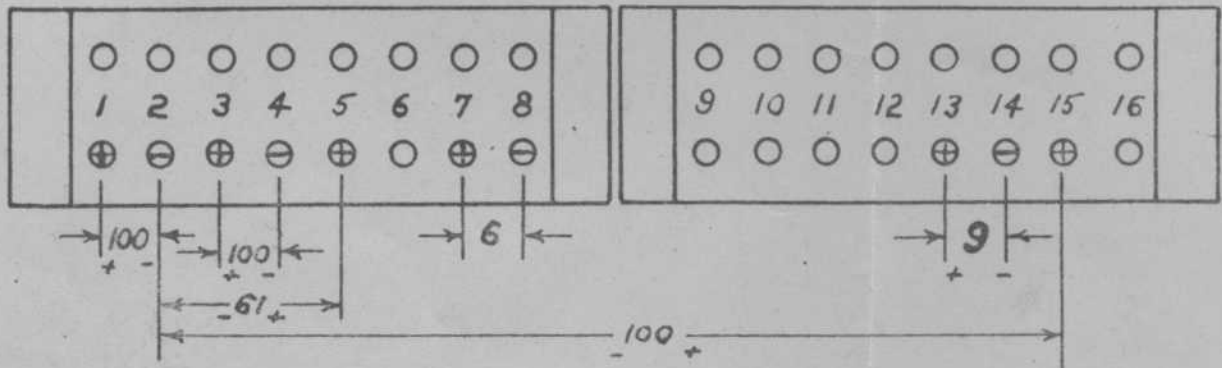 1 2 3 4 5 6 7 8 9 10 11 12 13 14 15 16
+ - + - + + - + - +
100 100 6 9
+ - + - + -
- 61 +
- 100 +